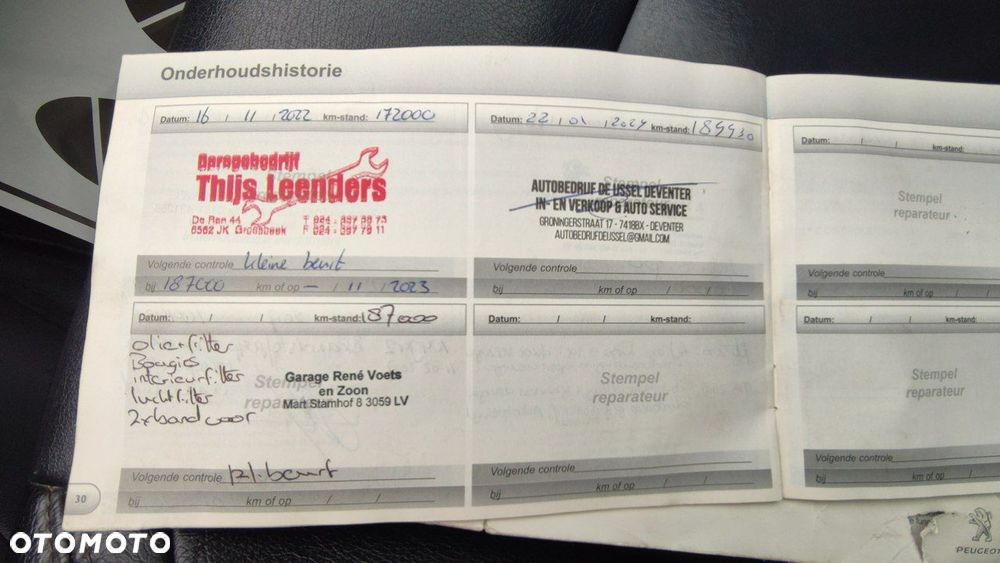 Onderhoudshistorie
Datum: 16 / 11 / 2022 km-stand: 172000
Garagebedrijf
Thijs Leenders
De Ren 44 T 024 - 397 58 73
6562 JK Groesbeek F 024 - 397 79 11
Volgende controle kleine beurt
bij 187000 km of op - / 11 / 2023
Datum: 22 / 01 / 2024 km-stand: 189930
Stempel
AUTOBEDRIJF DE IJSSEL DEVENTER
IN- EN VERKOOP & AUTO SERVICE
GRONINGERSTRAAT 17 - 7418BX - DEVENTER
AUTOBEDRIJFDEIJSSEL@GMAIL.COM
Volgende controle
bij km of op / /
Datum: / / km-stand:
Stempel
reparateur
Volgende controle
bij km of op / /
Datum: / / km-stand: 187000
olierfilter
Bougies
interieurfilter
luchtfilter
2x band voor
Stempel
reparateur
Garage René Voets
en Zoon
Mart Stamhof 8 3059 LV
Volgende controle kl. beurt
bij km of op / /
Datum: / / km-stand:
Stempel
reparateur
Volgende controle
bij km of op / /
Datum: / / km-stand:
Stempel
reparateur
Volgende controle
bij km of op / /
30
PEUGEOT
OTOMOTO